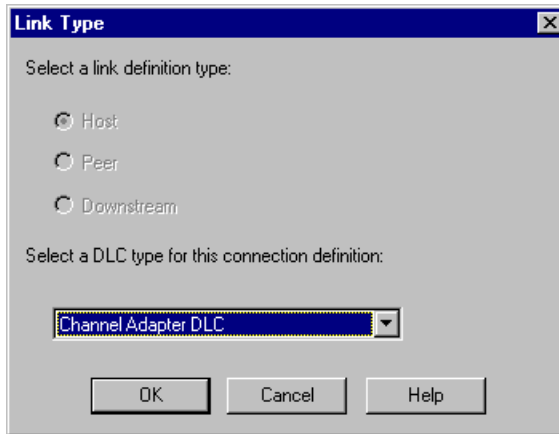 Link Type
Select a link definition type:
Host
Peer
Downstream
Select a DLC type for this connection definition:
Channel Adapter DLC
OK Cancel Help